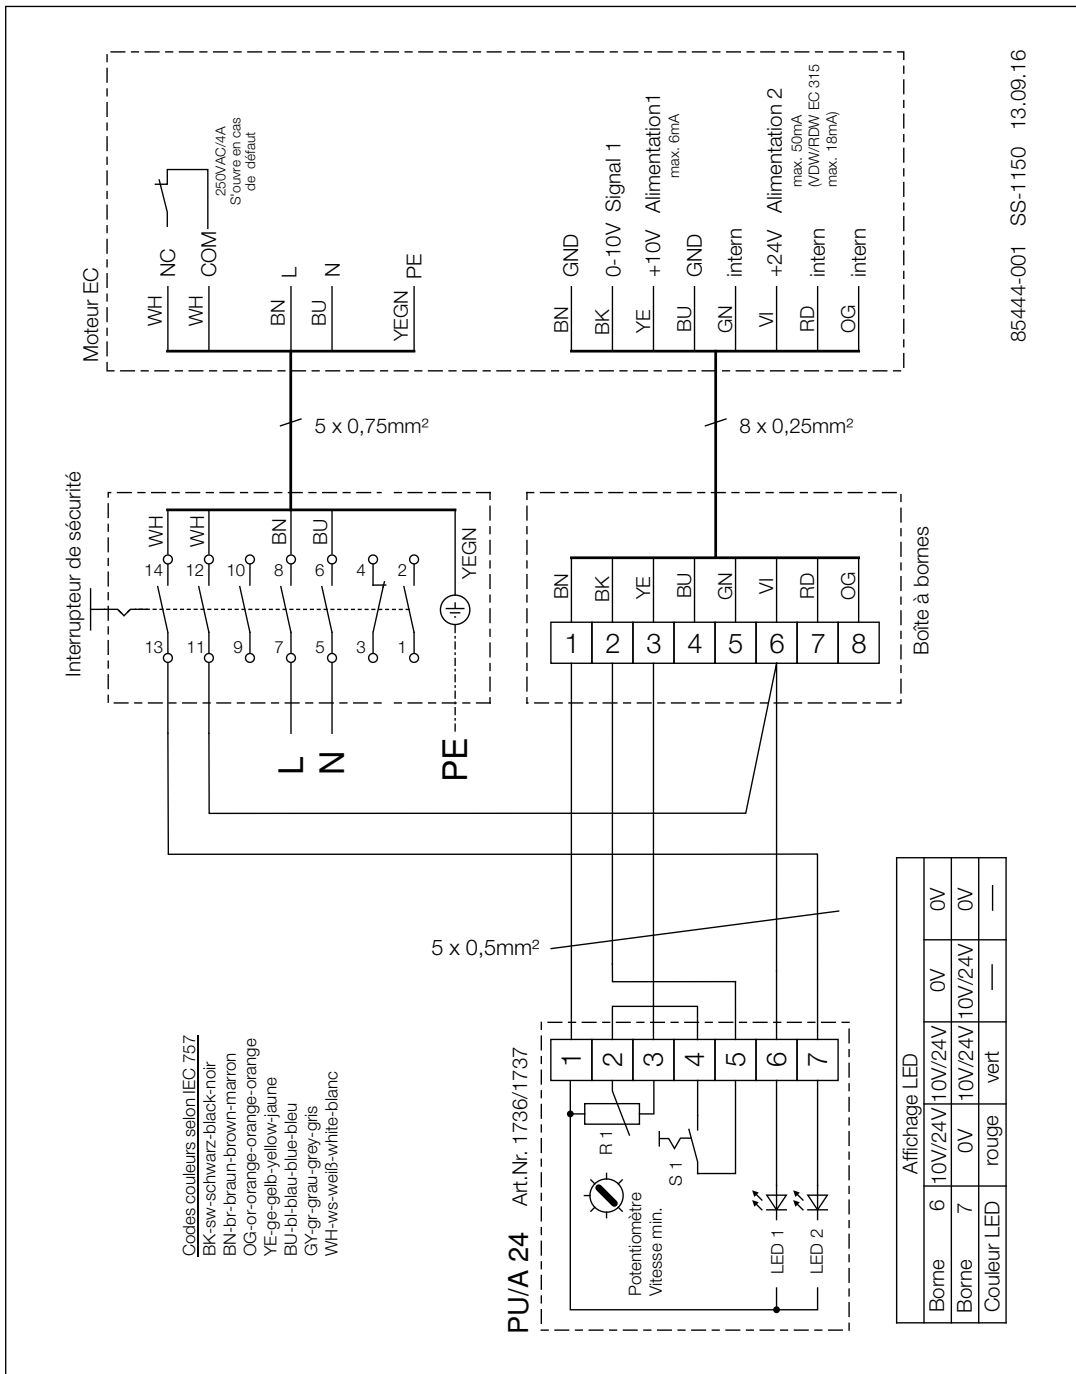 Moteur EC
WH NC
WH COM
250VAC/4A
S'ouvre en cas
de défaut
BN L
BU N
YEGN PE
BN GND
BK 0-10V Signal 1
YE +10V Alimentation1
max. 6mA
BU GND
GN intern
VI +24V Alimentation 2
max. 50mA
(VDW/RDW EC 315
max. 18mA)
RD intern
OG intern
5 x 0,75mm²
8 x 0,25mm²
Interrupteur de sécurité
13 14 WH
11 12 WH
9 10
7 8 BN
5 6 BU
3 4
1 2
YEGN
L
N
PE
Boîte à bornes
1 BN
2 BK
3 YE
4 BU
5 GN
6 VI
7 RD
8 OG
5 x 0,5mm²
Codes couleurs selon IEC 757
BK-sw-schwarz-black-noir
BN-br-braun-brown-marron
OG-or-orange-orange-orange
YE-ge-gelb-yellow-jaune
BU-bl-blau-blue-bleu
GY-gr-grau-grey-gris
WH-ws-weiß-white-blanc
PU/A 24 Art.Nr. 1736/1737
1
2
3
4
5
6
7
R1
S1
Potentiomètre
Vitesse min.
LED 1
LED 2
Affichage LED
Borne 6 10V/24V 10V/24V 0V 0V
Borne 7 0V 10V/24V 10V/24V 0V
Couleur LED rouge vert — —
85444-001 SS-1150 13.09.16